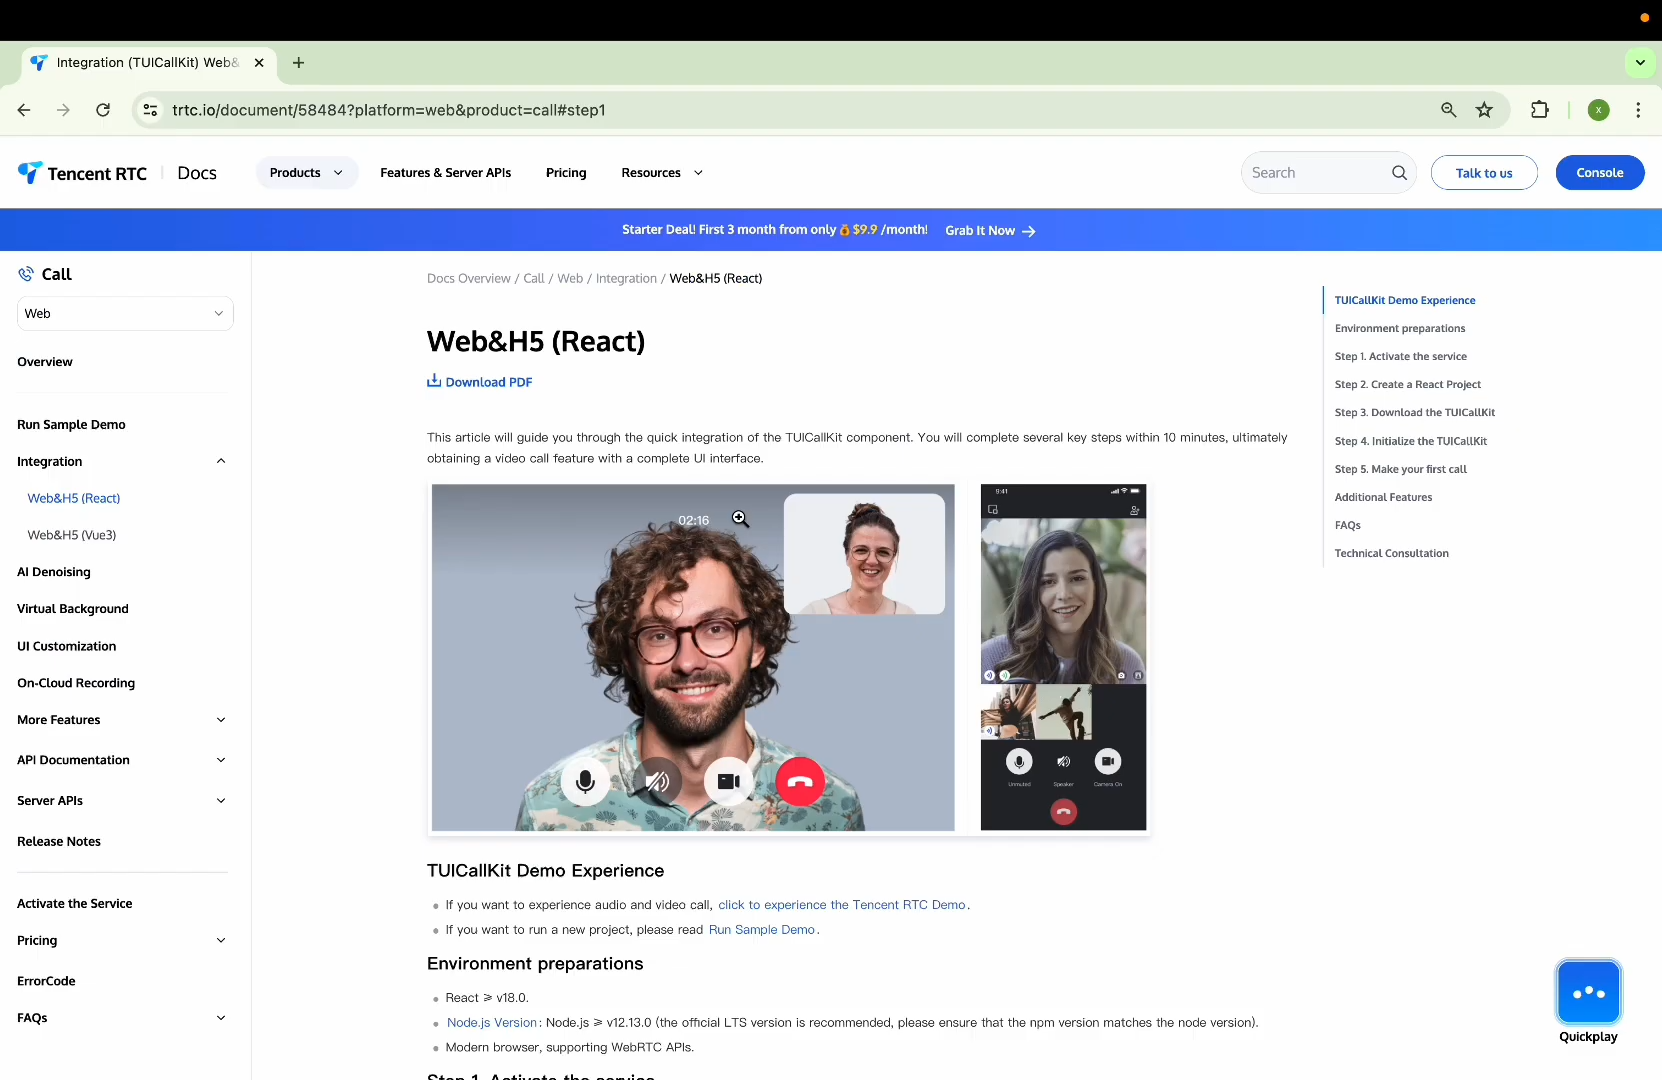 Integration (TUICallKit) Web&
trtc.io/document/58484?platform=web&product=call#step1
X
Tencent RTC
Docs
Products
Features & Server APIs
Pricing
Resources
Search
Talk to us
Console
Starter Deal! First 3 month from only 💰$9.9 /month! Grab It Now →
Call
Web
Overview
Run Sample Demo
Integration
Web&H5 (React)
Web&H5 (Vue3)
AI Denoising
Virtual Background
UI Customization
On-Cloud Recording
More Features
API Documentation
Server APIs
Release Notes
Activate the Service
Pricing
ErrorCode
FAQs
Docs Overview / Call / Web / Integration / Web&H5 (React)
Web&H5 (React)
Download PDF
This article will guide you through the quick integration of the TUICallKit component. You will complete several key steps within 10 minutes, ultimately
obtaining a video call feature with a complete UI interface.
02:16
9:41
Unmuted
Speaker
Camera On
TUICallKit Demo Experience
If you want to experience audio and video call, click to experience the Tencent RTC Demo.
If you want to run a new project, please read Run Sample Demo.
Environment preparations
React ≥ v18.0.
Node.js Version: Node.js ≥ v12.13.0 (the official LTS version is recommended, please ensure that the npm version matches the node version).
Modern browser, supporting WebRTC APIs.
Step 1. Activate the service
TUICallKit Demo Experience
Environment preparations
Step 1. Activate the service
Step 2. Create a React Project
Step 3. Download the TUICallKit
Step 4. Initialize the TUICallKit
Step 5. Make your first call
Additional Features
FAQs
Technical Consultation
Quickplay